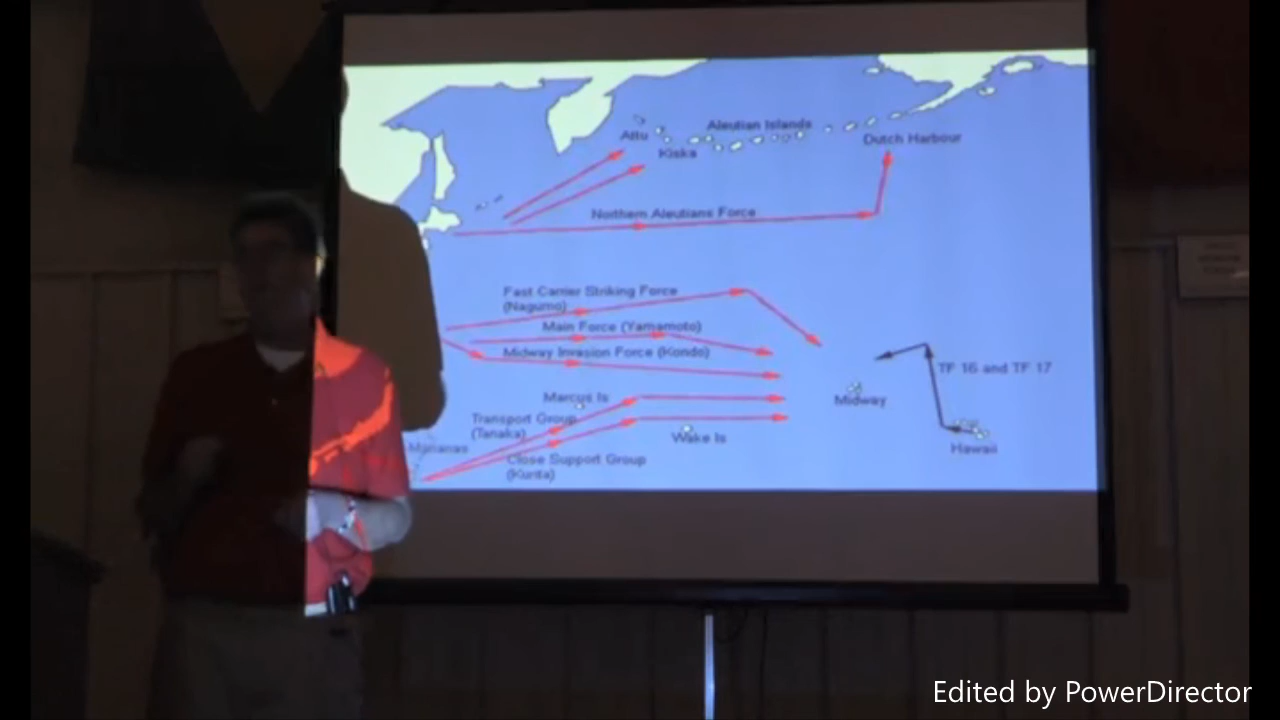 Aleutian Islands
Attu
Dutch Harbour
Kiska
Northern Aleutians Force
Fast Carrier Striking Force
(Nagumo)
Main Force (Yamamoto)
Midway Invasion Force (Kondo)
TF 16 and TF 17
Marcus Is
Midway
Transport Group
(Tanaka)
Wake Is
Marianas
Hawaii
Close Support Group
(Kurita)
Edited by PowerDirector